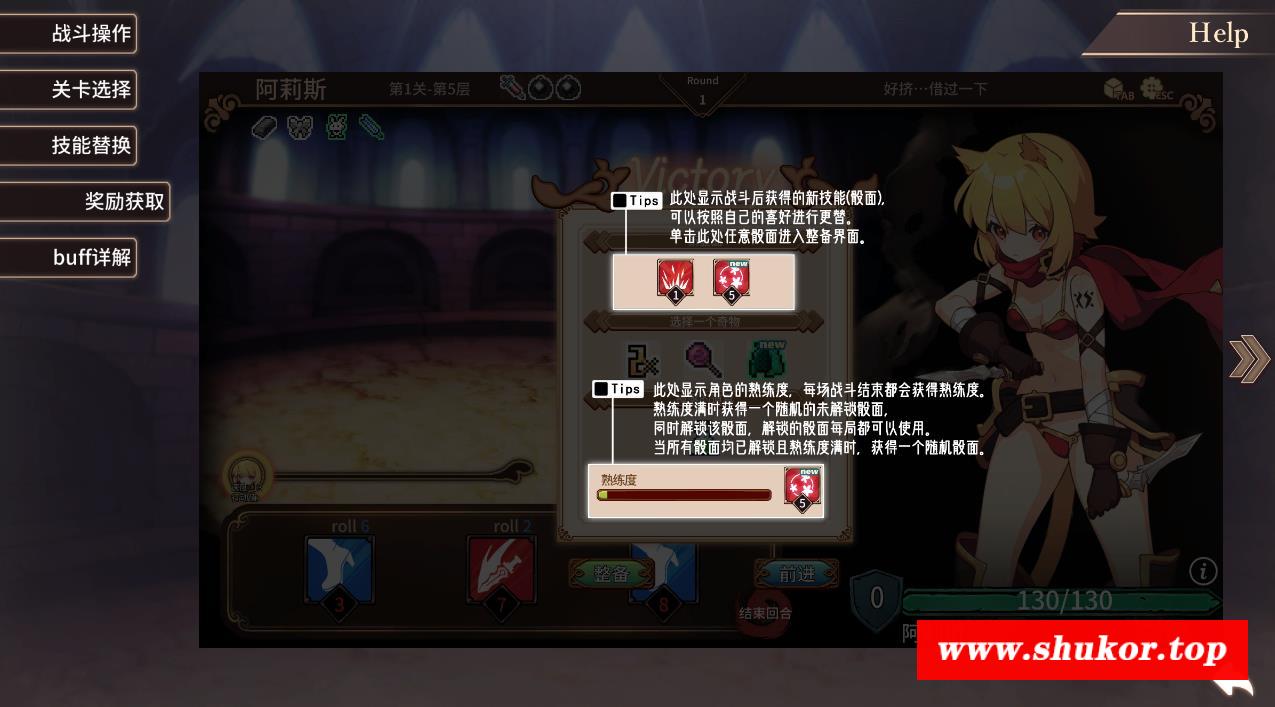 战斗操作
Help
关卡选择
技能替换
奖励获取
buff详解
阿莉斯
第1关-第5层
Round
1
好挤…借过一下
TAB
ESC
Victory
Tips
此处显示战斗后获得的新技能(骰面),
可以按照自己的喜好进行更替。
单击此处任意骰面进入整备界面。
new
1
5
选择一个奇物
new
Tips
此处显示角色的熟练度，每场战斗结束都会获得熟练度。
熟练度满时获得一个随机的未解锁骰面,
同时解锁该骰面，解锁的骰面每局都可以使用。
当所有骰面均已解锁且熟练度满时，获得一个随机骰面。
熟练度
new
5
roll 6
roll 2
3
7
8
整备
前进
结束回合
0
130/130
阿
www.shukor.top